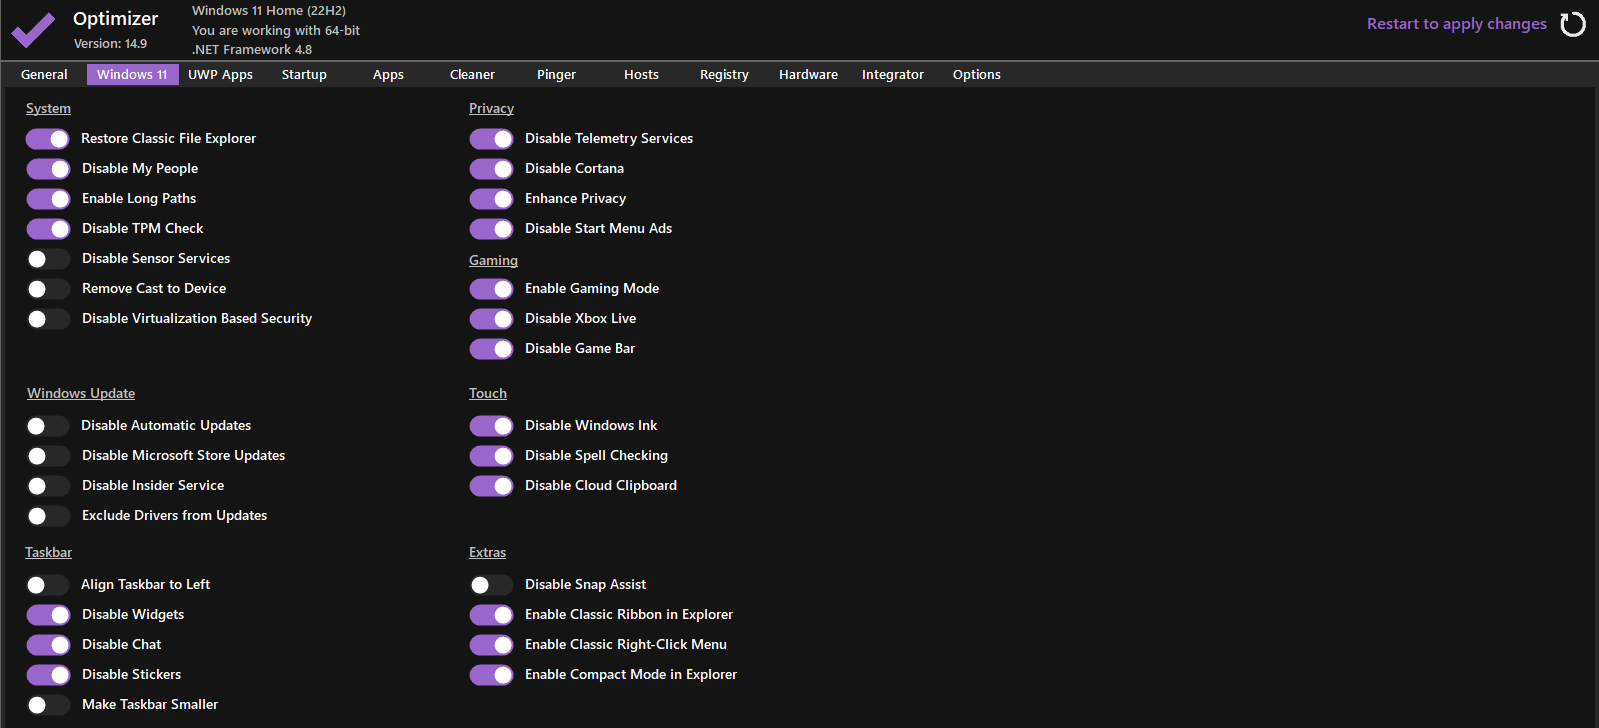 Optimizer
Version: 14.9
Windows 11 Home (22H2)
You are working with 64-bit
.NET Framework 4.8
Restart to apply changes
General Windows 11 UWP Apps Startup Apps Cleaner Pinger Hosts Registry Hardware Integrator Options
System
Restore Classic File Explorer
Disable My People
Enable Long Paths
Disable TPM Check
Disable Sensor Services
Remove Cast to Device
Disable Virtualization Based Security
Windows Update
Disable Automatic Updates
Disable Microsoft Store Updates
Disable Insider Service
Exclude Drivers from Updates
Taskbar
Align Taskbar to Left
Disable Widgets
Disable Chat
Disable Stickers
Make Taskbar Smaller
Privacy
Disable Telemetry Services
Disable Cortana
Enhance Privacy
Disable Start Menu Ads
Gaming
Enable Gaming Mode
Disable Xbox Live
Disable Game Bar
Touch
Disable Windows Ink
Disable Spell Checking
Disable Cloud Clipboard
Extras
Disable Snap Assist
Enable Classic Ribbon in Explorer
Enable Classic Right-Click Menu
Enable Compact Mode in Explorer